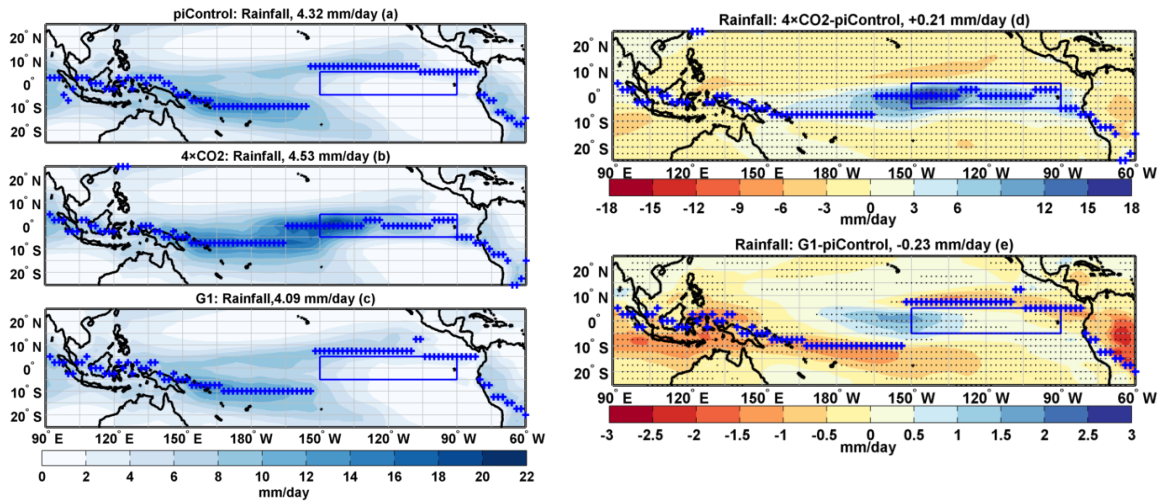 piControl: Rainfall, 4.32 mm/day (a)
20° N
10° N
0°
10° S
20° S
4×CO2: Rainfall, 4.53 mm/day (b)
20° N
10° N
0°
10° S
20° S
G1: Rainfall,4.09 mm/day (c)
20° N
10° N
0°
10° S
20° S
90° E 120° E 150° E 180° W 150° W 120° W 90° W 60° W
0 2 4 6 8 10 12 14 16 18 20 22
mm/day
Rainfall: 4×CO2-piControl, +0.21 mm/day (d)
20° N
10° N
0°
10° S
20° S
90° E 120° E 150° E 180° W 150° W 120° W 90° W 60° W
-18 -15 -12 -9 -6 -3 3 6 12 15 18
mm/day
Rainfall: G1-piControl, -0.23 mm/day (e)
20° N
10° N
0°
10° S
20° S
90° E 120° E 150° E 180° W 150° W 120° W 90° W 60° W
-3 -2.5 -2 -1.5 -1 -0.5 0 0.5 1 1.5 2 2.5 3
mm/day